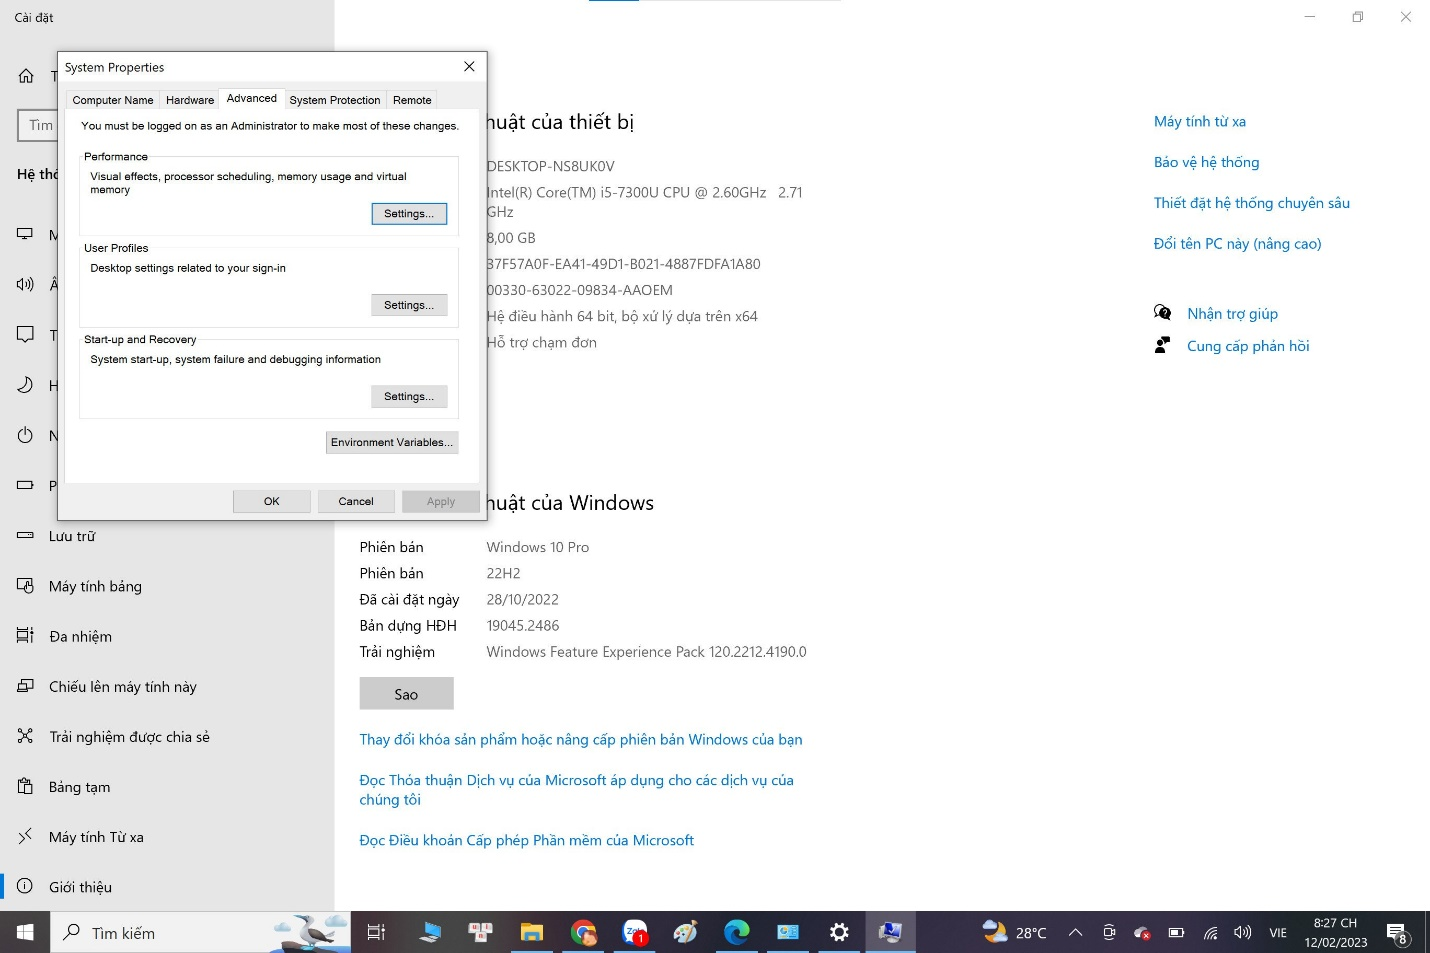 Cài đặt
System Properties
Computer Name
Hardware
Advanced
System Protection
Remote
You must be logged on as an Administrator to make most of these changes.
Performance
Visual effects, processor scheduling, memory usage and virtual
memory
Settings...
User Profiles
Desktop settings related to your sign-in
Settings...
Start-up and Recovery
System start-up, system failure and debugging information
Settings...
Environment Variables...
OK
Cancel
Apply
Tìm
Lưu trữ
Máy tính bảng
Đa nhiệm
Chiếu lên máy tính này
Trải nghiệm được chia sẻ
Bảng tạm
Máy tính Từ xa
Giới thiệu
của thiết bị
DESKTOP-NS8UK0V
Intel(R) Core(TM) i5-7300U CPU @ 2.60GHz 2.71
GHz
8,00 GB
37F57A0F-EA41-49D1-B021-4887FDFA1A80
00330-63022-09834-AAOEM
Hệ điều hành 64 bit, bộ xử lý dựa trên x64
Hỗ trợ chạm đơn
của Windows
Phiên bản Windows 10 Pro
Phiên bản 22H2
Đã cài đặt ngày 28/10/2022
Bản dựng HĐH 19045.2486
Trải nghiệm Windows Feature Experience Pack 120.2212.4190.0
Sao
Thay đổi khóa sản phẩm hoặc nâng cấp phiên bản Windows của bạn
Đọc Thỏa thuận Dịch vụ của Microsoft áp dụng cho các dịch vụ của
chúng tôi
Đọc Điều khoản Cấp phép Phần mềm của Microsoft
Máy tính từ xa
Bảo vệ hệ thống
Thiết đặt hệ thống chuyên sâu
Đổi tên PC này (nâng cao)
Nhận trợ giúp
Cung cấp phản hồi
Tìm kiếm
Zalo
1
28°C
VIE
8:27 CH
12/02/2023
8